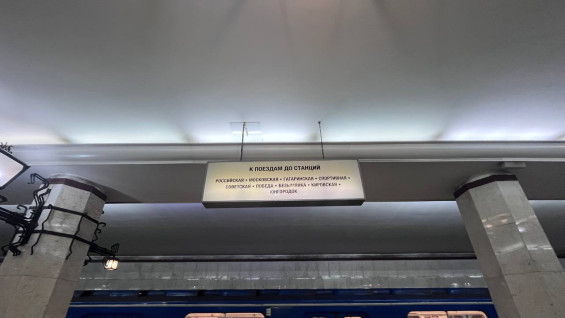 К ПОЕЗДАМ ДО СТАНЦИЙ
РОССИЙСКАЯ • МОСКОВСКАЯ • ГАГАРИНСКАЯ • СПОРТИВНАЯ •
СОВЕТСКАЯ • ПОБЕДА • БЕЗЫМЯНКА • КИРОВСКАЯ •
ЮНГОРОДОК